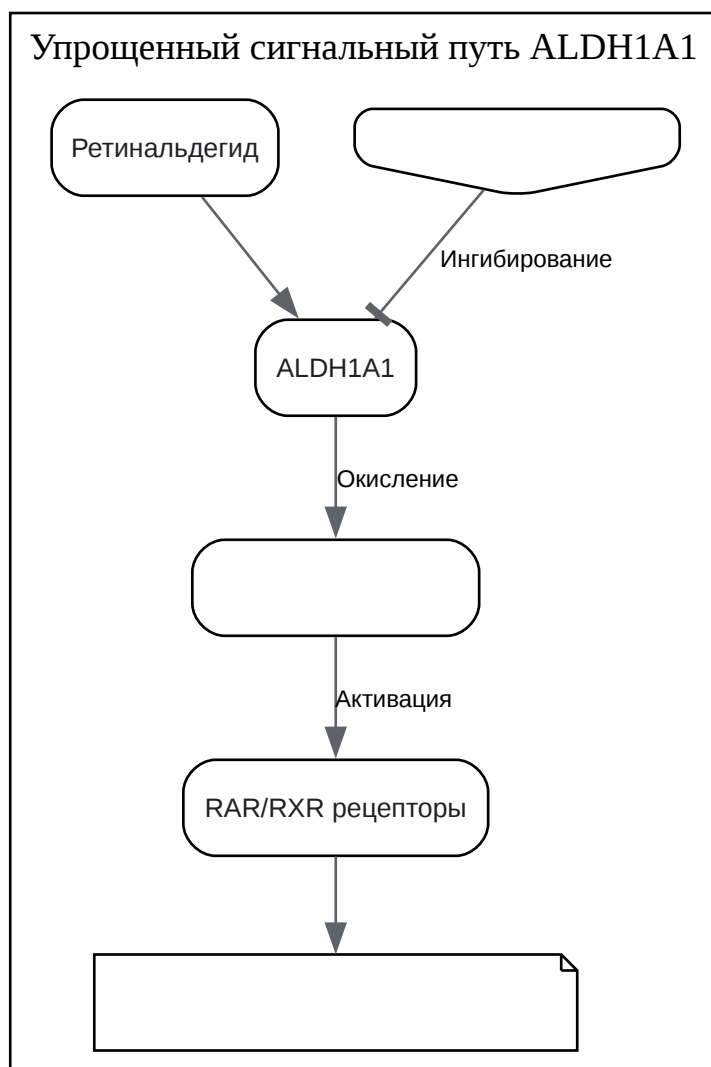 Упрощенный сигнальный путь ALDH1A1
Ретинальдегид
Ингибирование
ALDH1A1
Окисление
Активация
RAR/RXR рецепторы